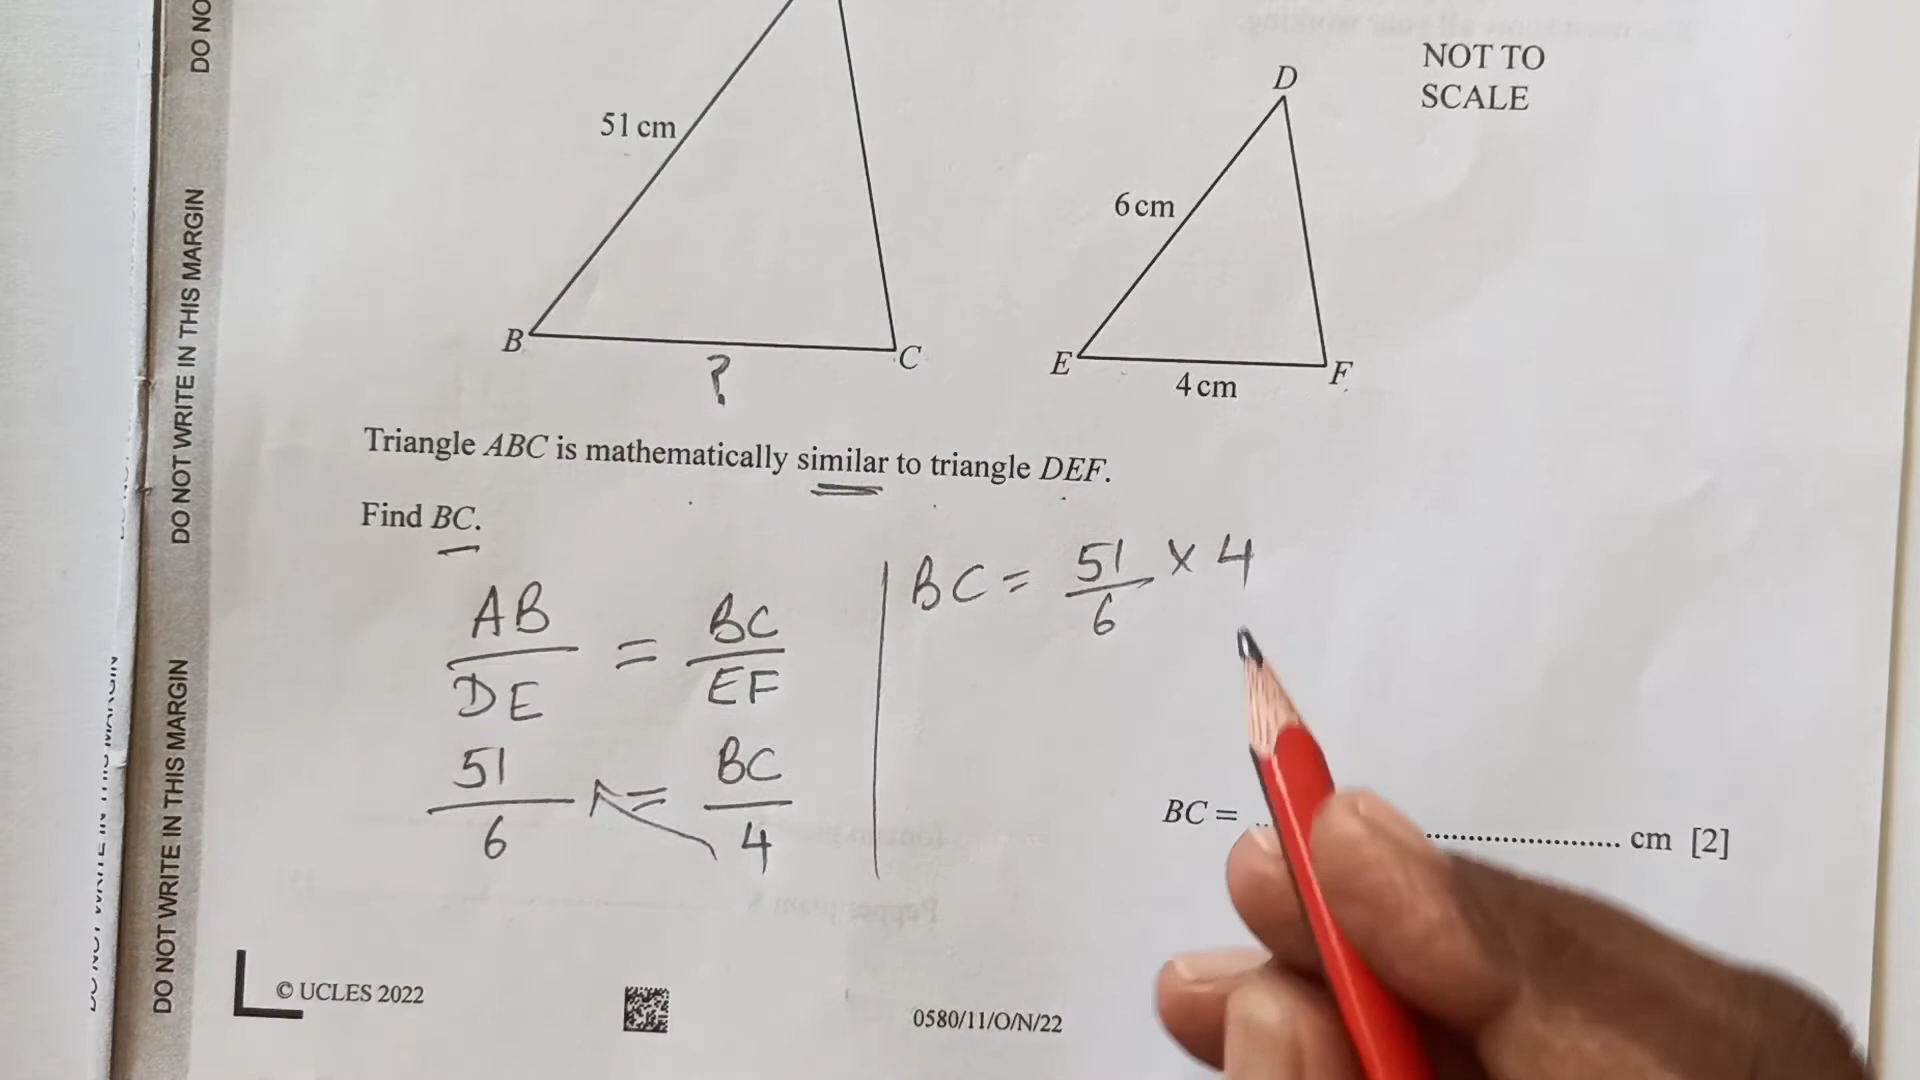 DO NO
DO NOT WRITE IN THIS MARGIN
DO NOT WRITE IN THIS MARGIN
NOT TO
SCALE
51 cm
D
6 cm
B
C
?
E
F
4 cm
Triangle ABC is mathematically similar to triangle DEF.
Find BC.
AB
DE
=
BC
EF
51
6
=
BC
4
BC = 51/6 × 4
BC = .. ........................ cm [2]
© UCLES 2022
0580/11/O/N/22